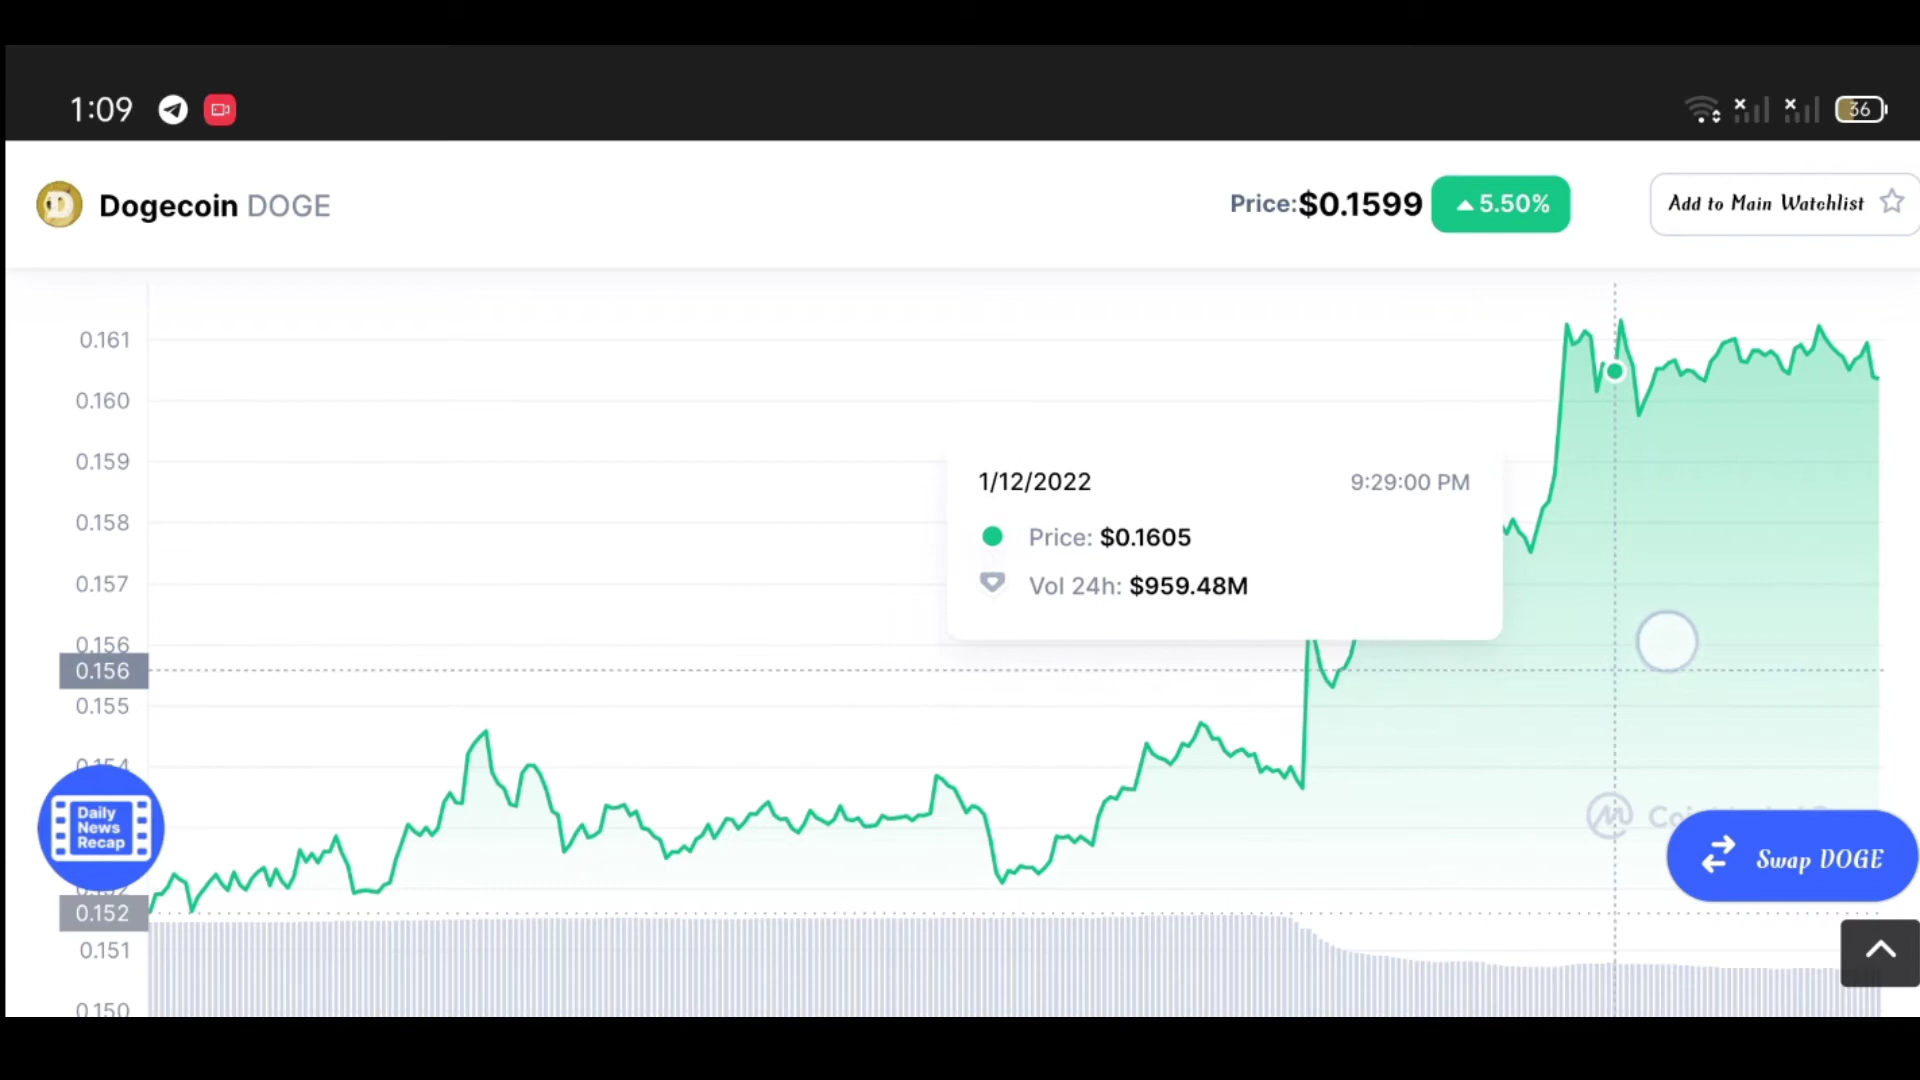 1:09
36
Dogecoin DOGE
Price:$0.1599
5.50%
Add to Main Watchlist
0.161
0.160
0.159
1/12/2022 9:29:00 PM
0.158
Price: $0.1605
0.157
Vol 24h: $959.48M
0.156
0.156
0.155
0.154
Daily
News
Recap
Swap DOGE
0.152
0.151
0.150